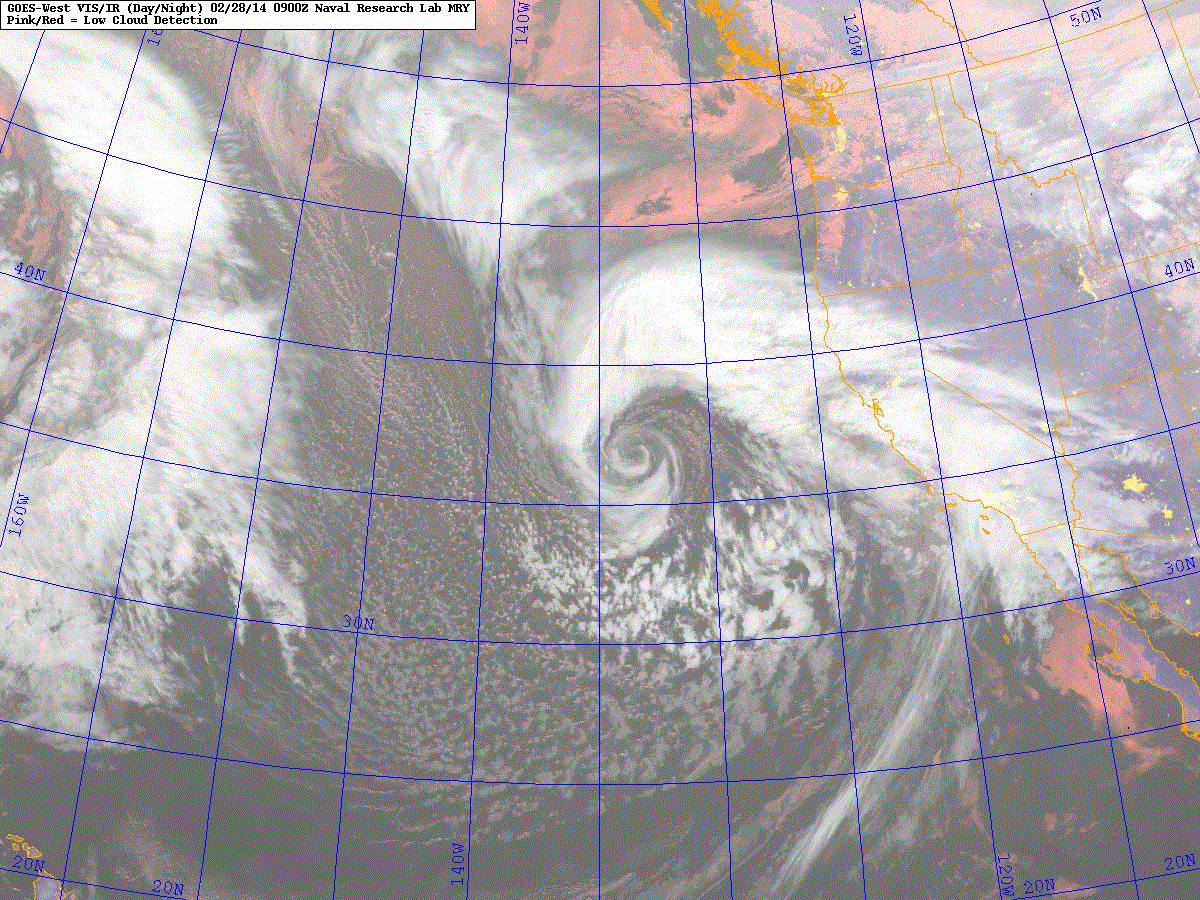 GOES-West VIS/IR (Day/Night) 02/28/14 0900Z Naval Research Lab MRY
Pink/Red = Low Cloud Detection
16
140W
120W
50N
40N
40N
160W
30N
30N
20N
20N
140W
120W
20N
20N